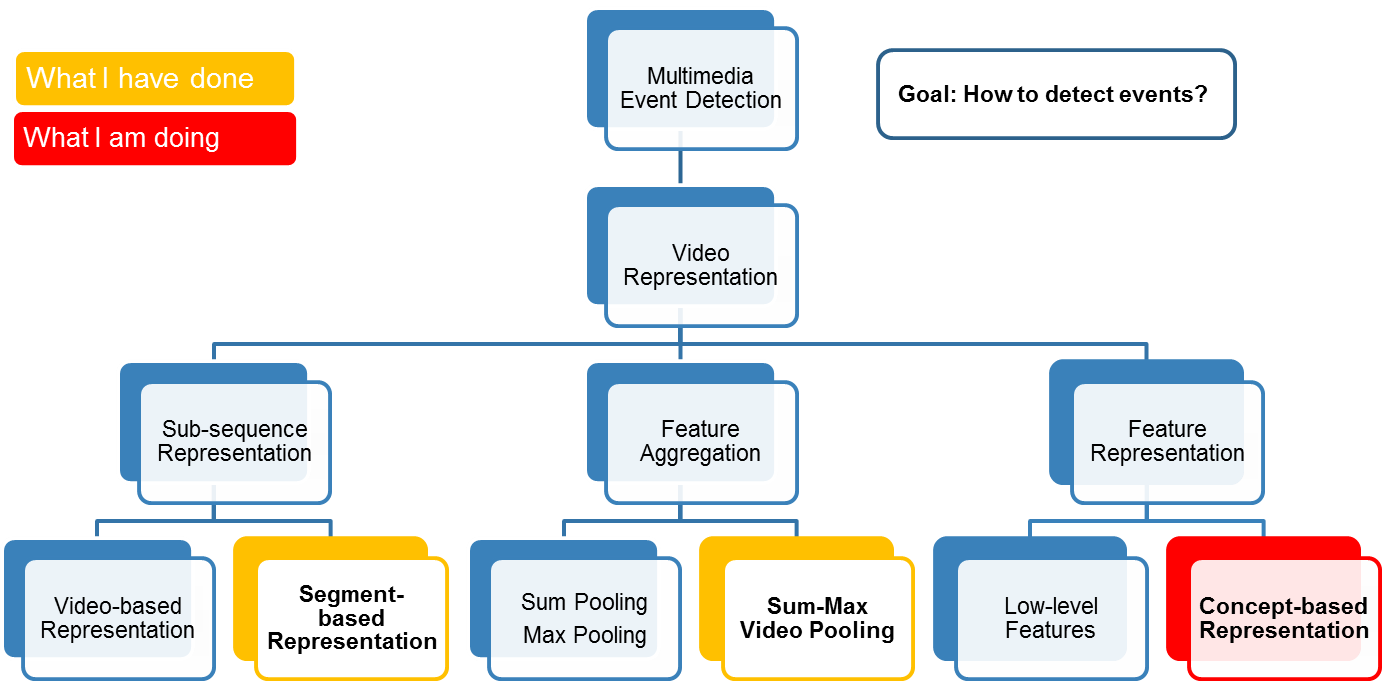 What I have done
What I am doing
Multimedia
Event Detection
Goal: How to detect events?
Video
Representation
Sub-sequence
Representation
Feature
Aggregation
Feature
Representation
Video-based
Representation
Segment-
based
Representation
Sum Pooling
Max Pooling
Sum-Max
Video Pooling
Low-level
Features
Concept-based
Representation